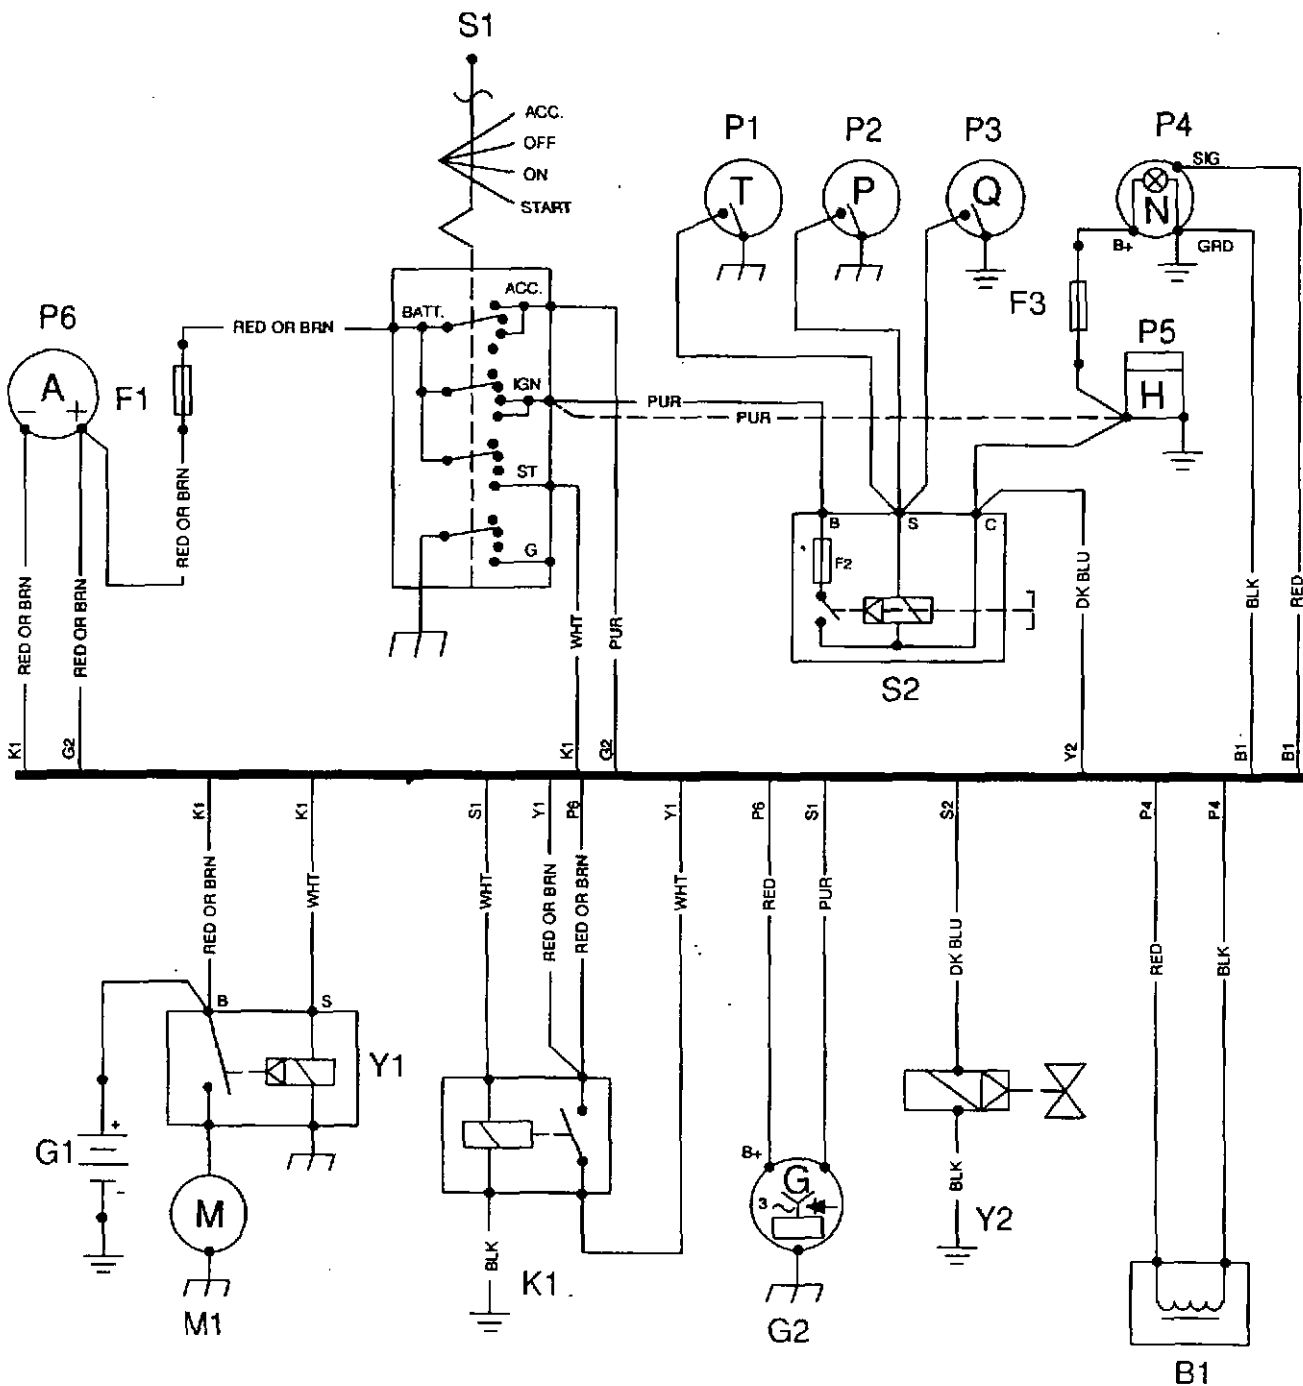 S1
ACC.
OFF
ON
START
P1
P2
P3
P4
T
P
Q
SIG
N
B+
GRD
F3
P5
H
P6
A
- +
F1
RED OR BRN
BATT.
ACC.
IGN
ST
G
PUR
PUR
RED OR BRN
RED OR BRN
RED OR BRN
WHT
PUR
B
S
C
F2
S2
DK BLU
BLK
RED
K1
G2
K1
G2
Y2
B1
B1
K1
K1
S1
Y1
P6
Y1
P6
S1
S2
P4
P4
RED OR BRN
WHT
WHT
RED OR BRN
RED OR BRN
WHT
RED
PUR
DK BLU
RED
BLK
B
S
Y1
+
G1
-
M
M1
BLK
K1
B+
G
3 ~
G2
BLK
Y2
B1